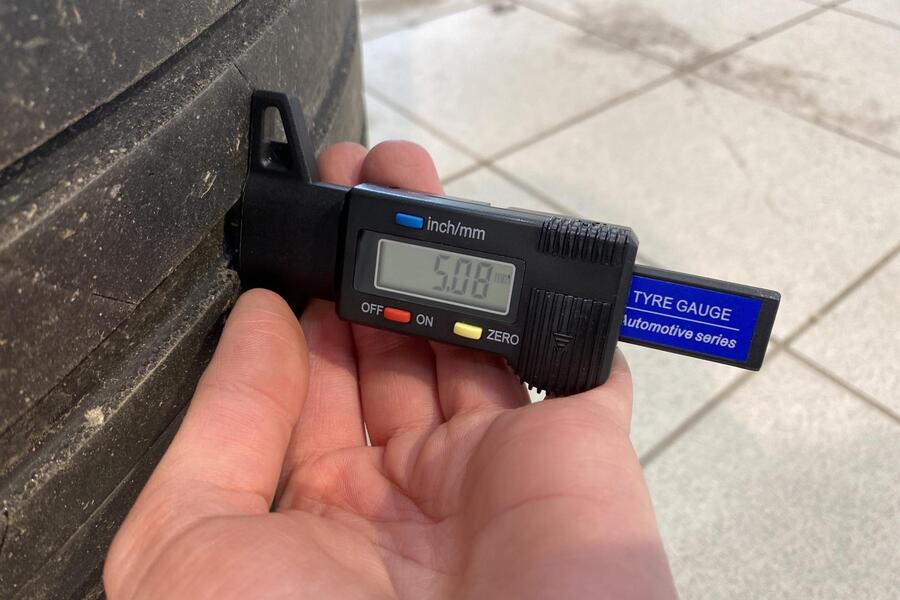 inch/mm
5.08 mm
OFF ON
ZERO
TYRE GAUGE
Automotive series